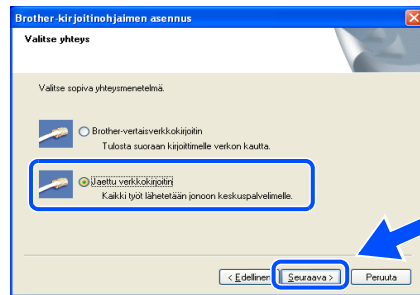 Brother-kirjoitinohjaimen asennus
Valitse yhteys
Valitse sopiva yhteysmenetelmä.
Brother-vertaisverkkokirjoitin
Tulosta suoraan kirjoittimelle verkon kautta.
Jaettu verkkokirjoitin
Kaikki työt lähetetään jonoon keskuspalvelimelle.
< Edellinen Seuraava > Peruuta